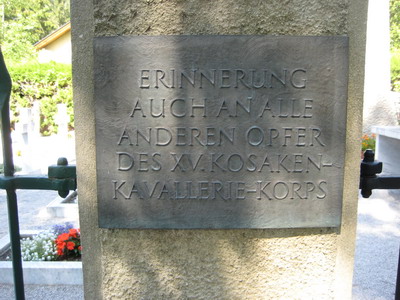 ERINNERUNG
AUCH AN ALLE
ANDEREN OPFER
DES XV. KOSAKEN-
KAVALLERIE-KORPS